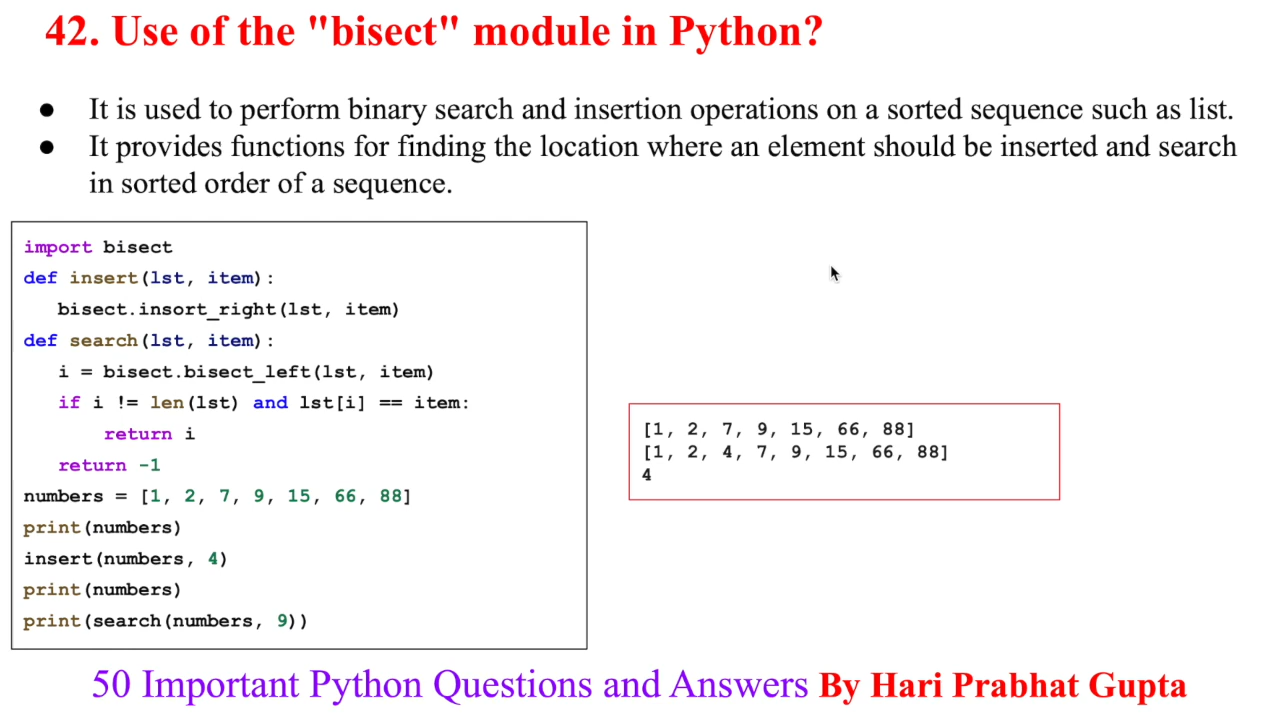 42. Use of the "bisect" module in Python?
● It is used to perform binary search and insertion operations on a sorted sequence such as list.
● It provides functions for finding the location where an element should be inserted and search
in sorted order of a sequence.
import bisect
def insert(lst, item):
   bisect.insort_right(lst, item)
def search(lst, item):
   i = bisect.bisect_left(lst, item)
   if i != len(lst) and lst[i] == item:
       return i
   return -1
numbers = [1, 2, 7, 9, 15, 66, 88]
print(numbers)
insert(numbers, 4)
print(numbers)
print(search(numbers, 9))
[1, 2, 7, 9, 15, 66, 88]
[1, 2, 4, 7, 9, 15, 66, 88]
4
50 Important Python Questions and Answers By Hari Prabhat Gupta